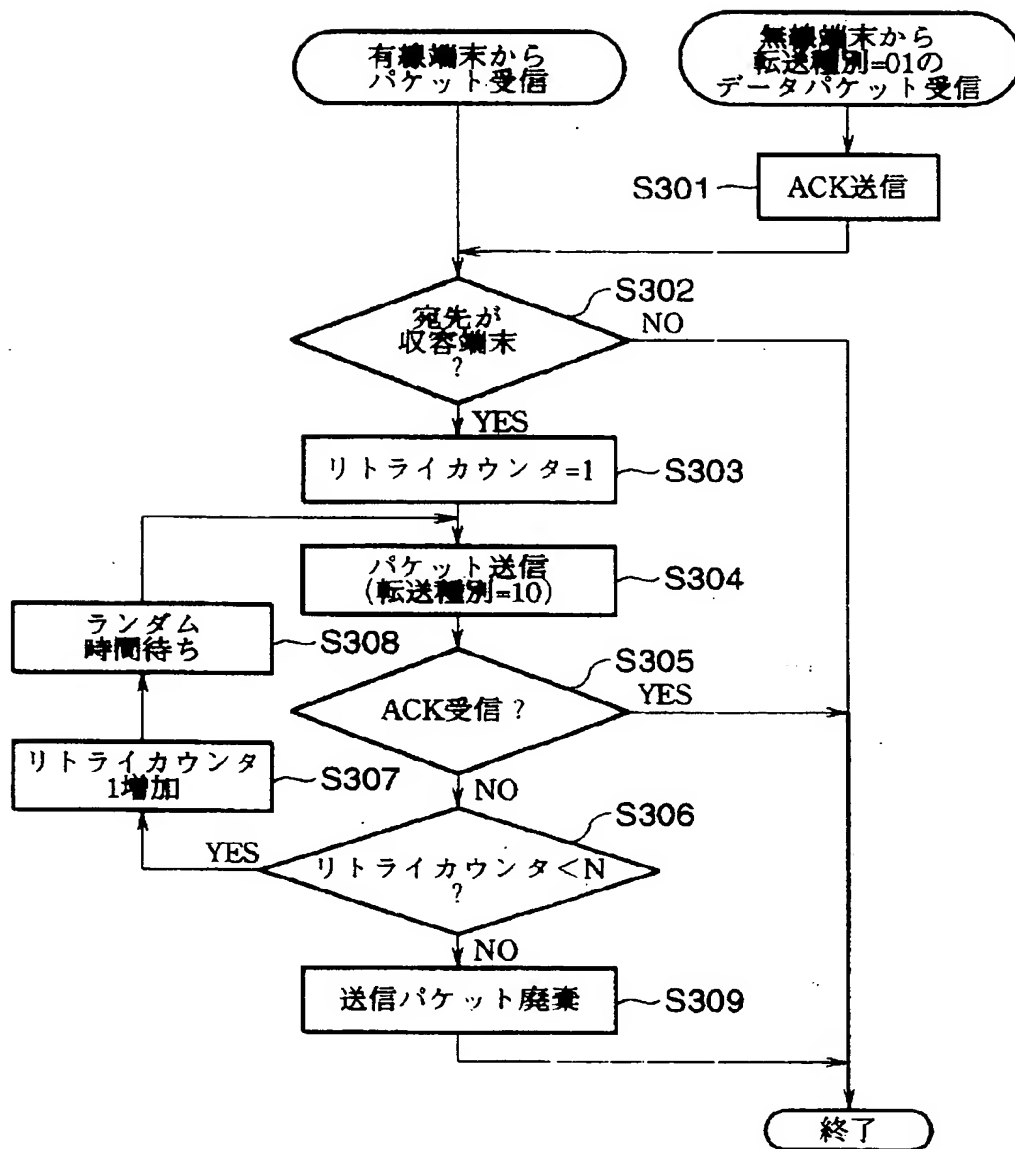 有線端末から
パケット受信
無線端末から
転送種別=01の
データパケット受信
S301
ACK送信
S302
宛先が
収容端末
?
NO
YES
リトライカウンタ=1
S303
パケット送信
(転送種別=10)
S304
ランダム
時間待ち
S308
S305
ACK受信?
YES
リトライカウンタ
1増加
S307
NO
S306
YES
リトライカウンタ<N
?
NO
送信パケット廃棄
S309
終了